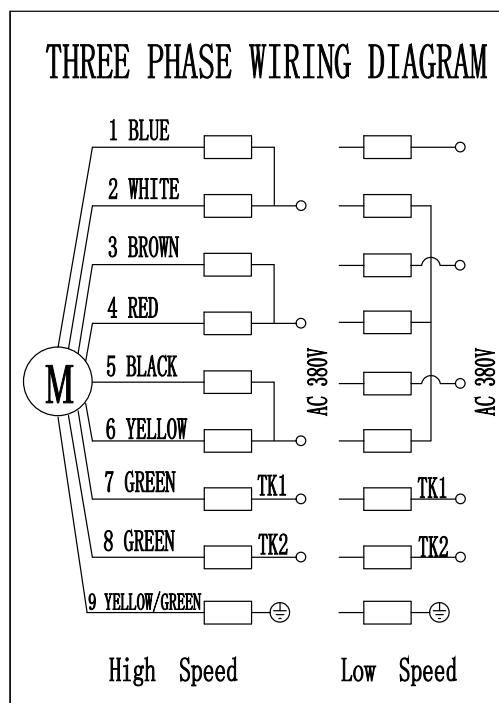 THREE PHASE WIRING DIAGRAM
1 BLUE
2 WHITE
3 BROWN
4 RED
5 BLACK
6 YELLOW
7 GREEN
8 GREEN
9 YELLOW/GREEN
M
TK1
TK2
AC 380V
TK1
TK2
AC 380V
High Speed
Low Speed